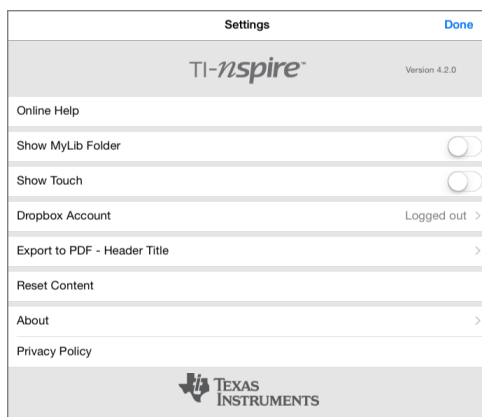 Settings
Done
TI-nspire™
Version 4.2.0
Online Help
Show MyLib Folder
Show Touch
Dropbox Account
Logged out >
Export to PDF - Header Title
>
Reset Content
About
>
Privacy Policy
TEXAS
INSTRUMENTS